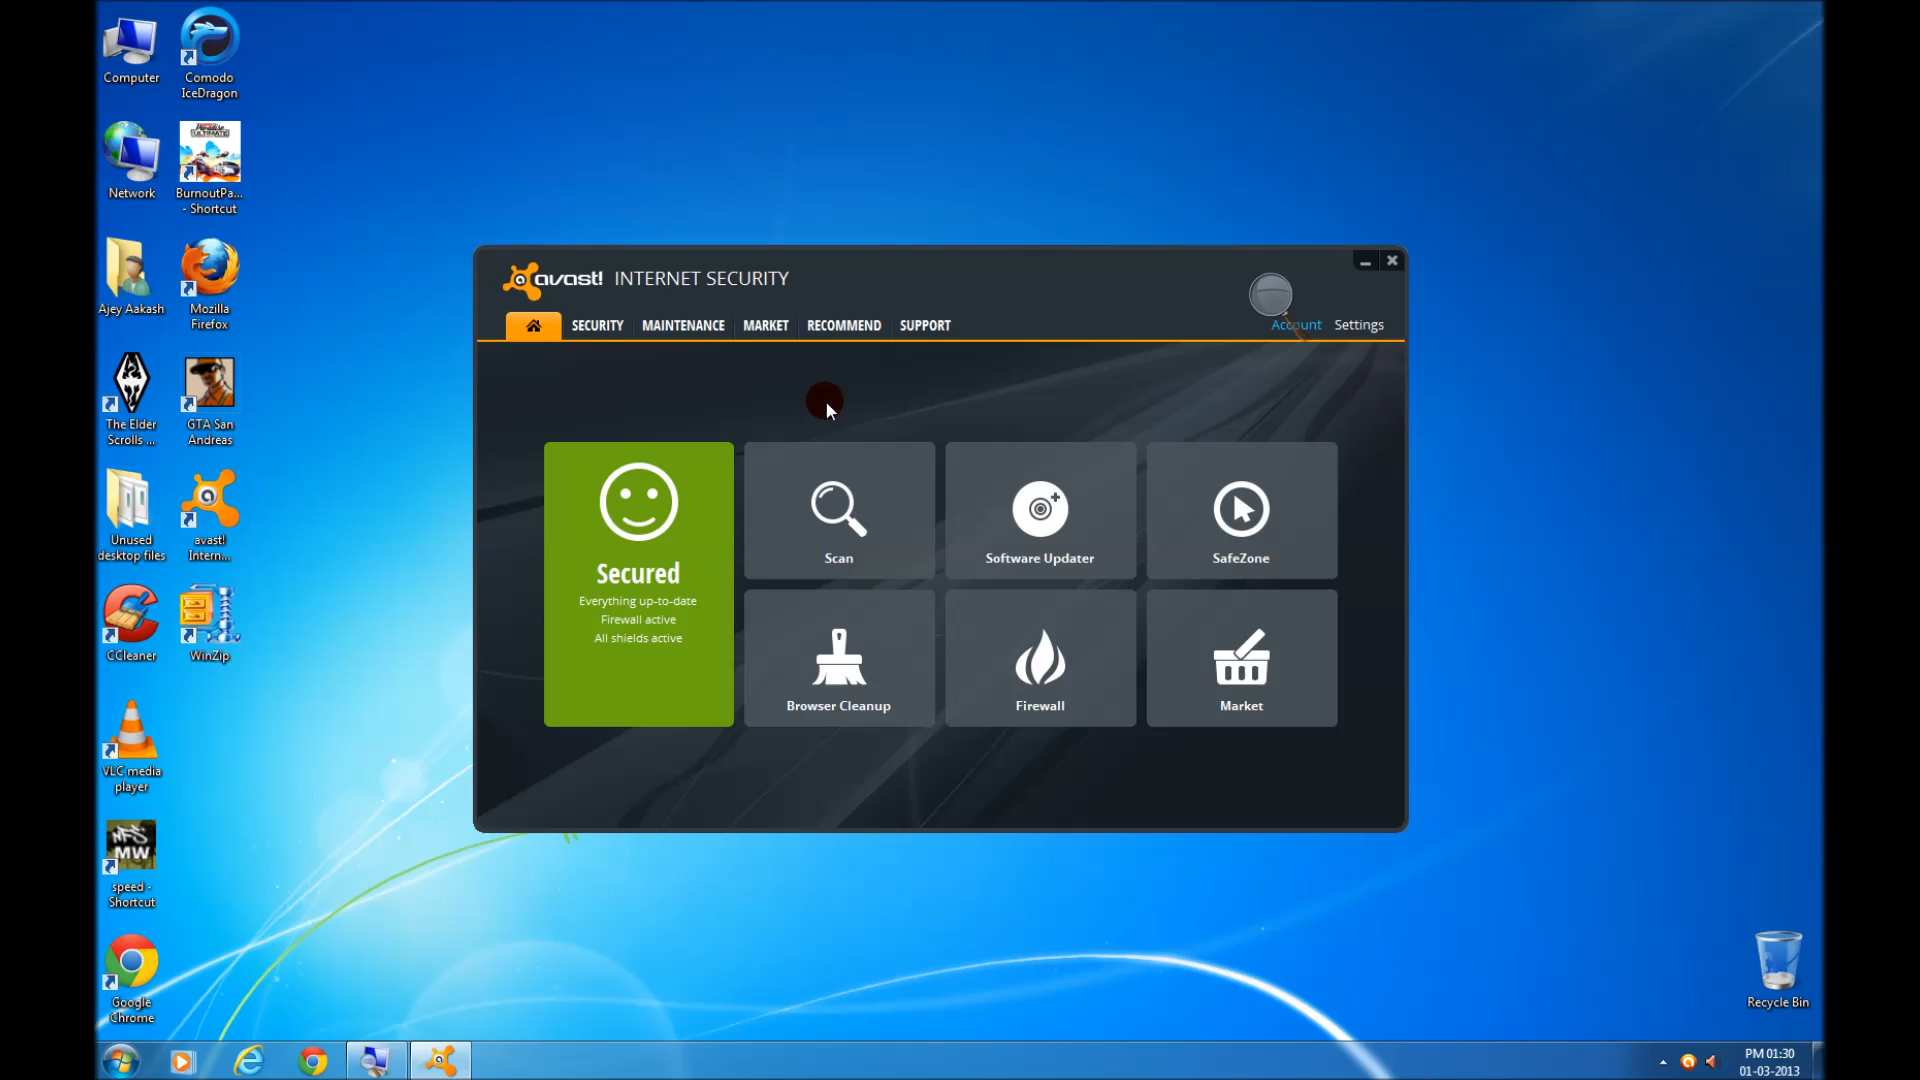 Computer
Comodo
IceDragon
Network
BurnoutPa...
- Shortcut
Ajey Aakash
Mozilla
Firefox
The Elder
Scrolls ...
GTA San
Andreas
Unused
desktop files
avast!
Intern...
CCleaner
WinZip
VLC media
player
NFS
MW
speed -
Shortcut
Google
Chrome
avast! INTERNET SECURITY
SECURITY
MAINTENANCE
MARKET
RECOMMEND
SUPPORT
Account
Settings
Secured
Everything up-to-date
Firewall active
All shields active
Scan
Software Updater
SafeZone
Browser Cleanup
Firewall
Market
Recycle Bin
PM 01:30
01-03-2013